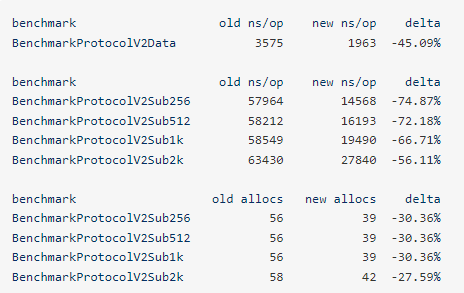 benchmark old ns/op new ns/op delta
BenchmarkProtocolV2Data 3575 1963 -45.09%
benchmark old ns/op new ns/op delta
BenchmarkProtocolV2Sub256 57964 14568 -74.87%
BenchmarkProtocolV2Sub512 58212 16193 -72.18%
BenchmarkProtocolV2Sub1k 58549 19490 -66.71%
BenchmarkProtocolV2Sub2k 63430 27840 -56.11%
benchmark old allocs new allocs delta
BenchmarkProtocolV2Sub256 56 39 -30.36%
BenchmarkProtocolV2Sub512 56 39 -30.36%
BenchmarkProtocolV2Sub1k 56 39 -30.36%
BenchmarkProtocolV2Sub2k 58 42 -27.59%